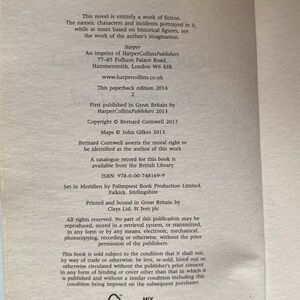 This novel is entirely a work of fiction.
The names, characters and incidents portrayed in it,
while at times based on historical figures, are
the work of the author's imagination.
Harper
An imprint of HarperCollinsPublishers
77–85 Fulham Palace Road,
Hammersmith, London W6 8JB
www.harpercollins.co.uk
This paperback edition 2014
2
First published in Great Britain by
HarperCollinsPublishers 2013
Copyright © Bernard Cornwell 2013
Maps © John Gilkes 2013
Bernard Cornwell asserts the moral right to
be identified as the author of this work
A catalogue record for this book is
available from the British Library
ISBN: 978-0-00-748169-9
Set in Meridien by Palimpsest Book Production Limited,
Falkirk, Stirlingshire
Printed and bound in Great Britain by
Clays Ltd, St Ives plc
All rights reserved. No part of this publication may be
reproduced, stored in a retrieval system, or transmitted,
in any form or by any means, electronic, mechanical,
photocopying, recording or otherwise, without the prior
permission of the publishers.
This book is sold subject to the condition that it shall not,
by way of trade or otherwise, be lent, re-sold, hired out or
otherwise circulated without the publisher's prior consent
in any form of binding or cover other than that in which it
is published and without a similar condition including this
condition being imposed on the subsequent purchaser.
MIX